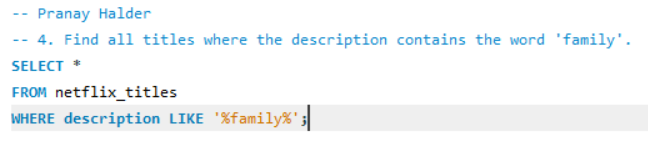 -- Pranay Halder
-- 4. Find all titles where the description contains the word 'family'.
SELECT *
FROM netflix_titles
WHERE description LIKE '%family%';